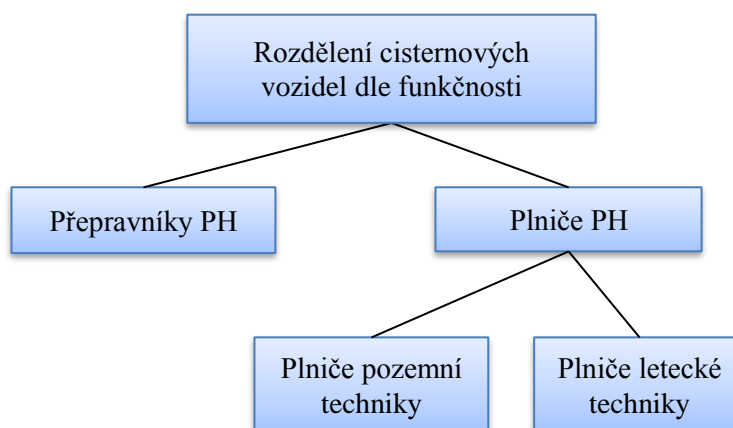 Rozdělení cisternových
vozidel dle funkčnosti
Přepravníky PH
Plniče PH
Plniče pozemní
techniky
Plniče letecké
techniky